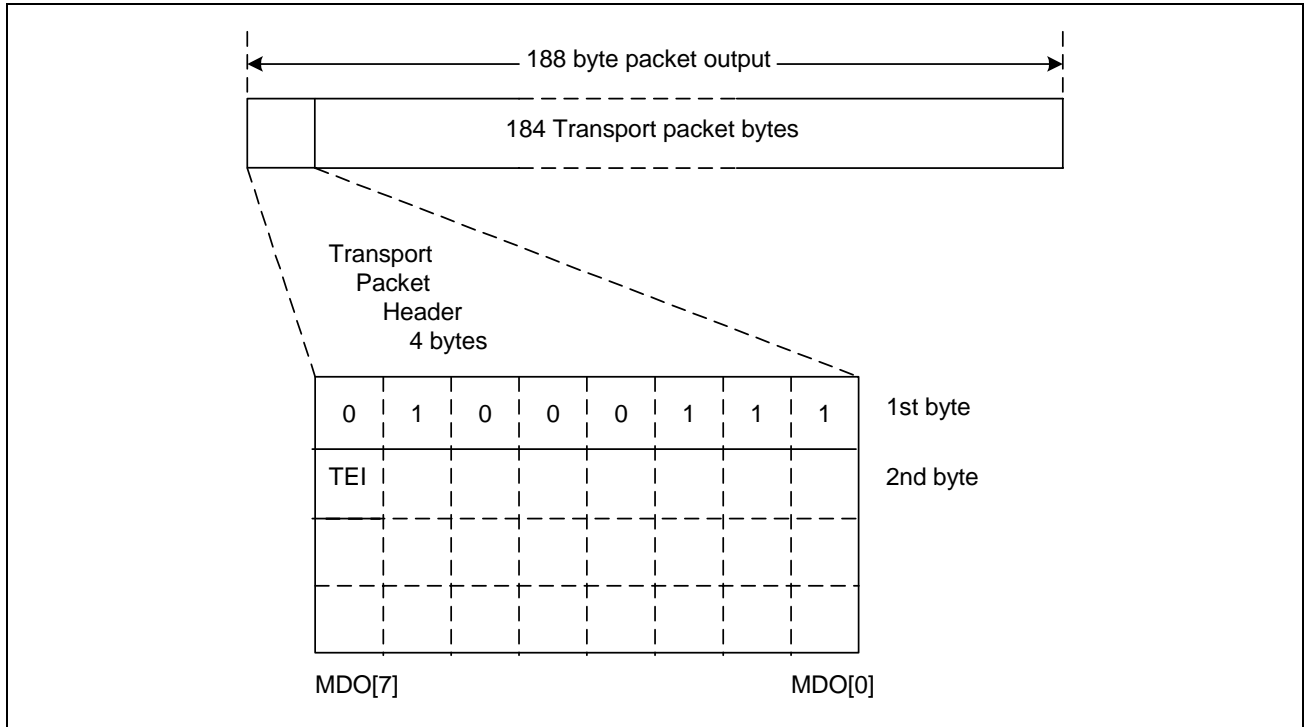 188 byte packet output
184 Transport packet bytes
Transport
Packet
Header
4 bytes
0 1 0 0 0 1 1 1 1st byte
TEI 2nd byte
MDO[7] MDO[0]